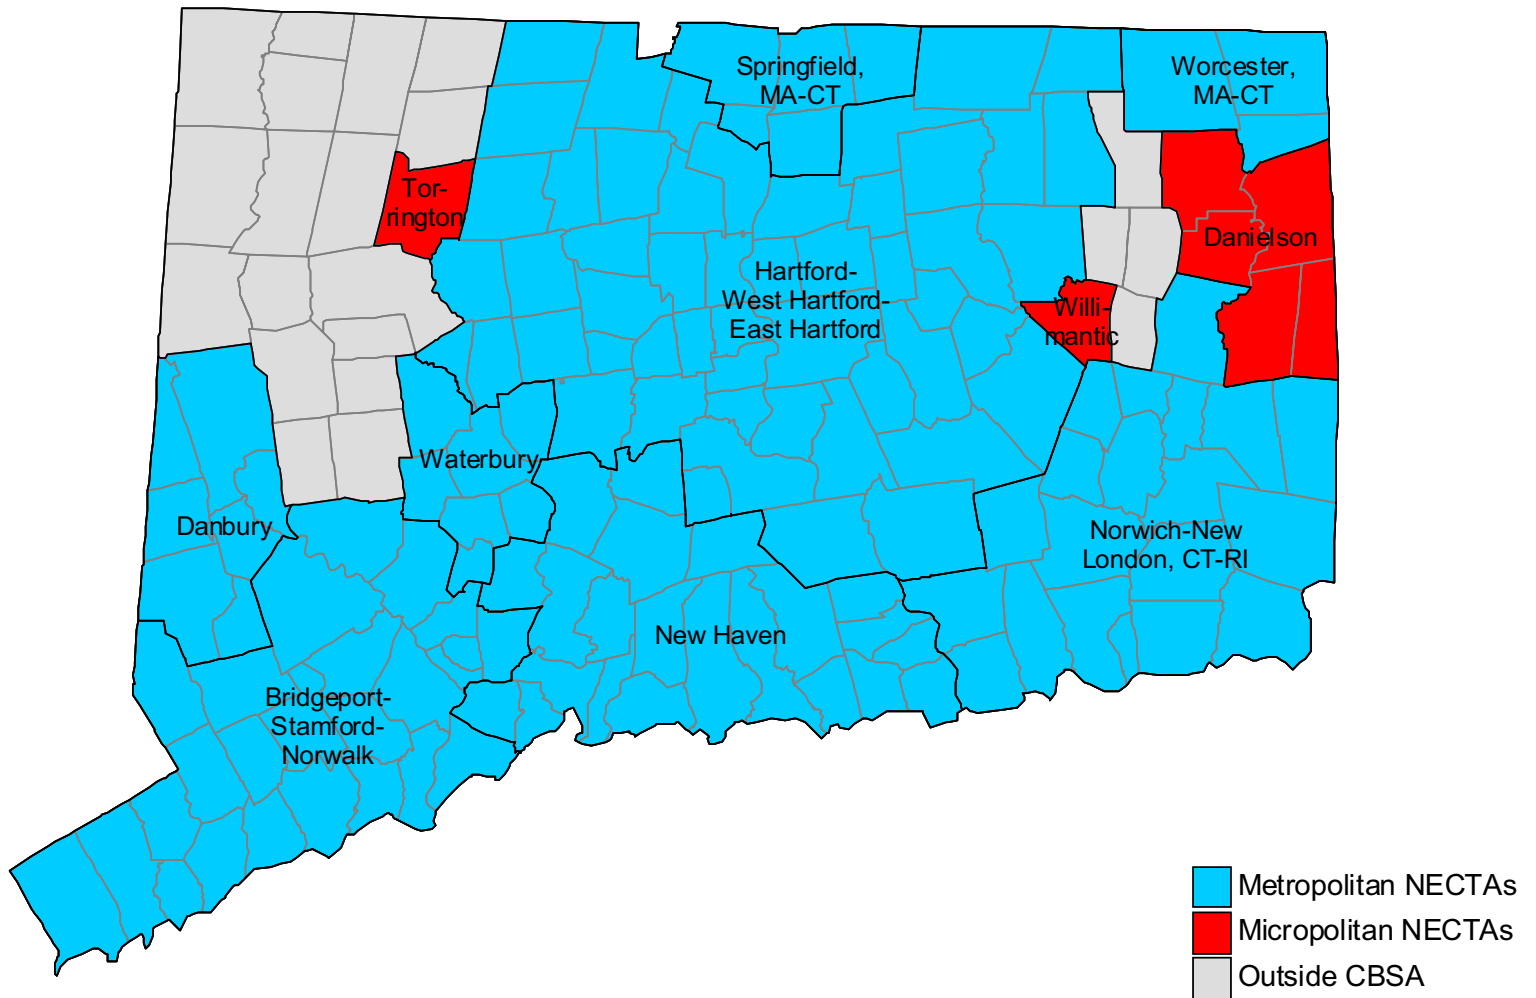 Springfield,
MA-CT
Worcester,
MA-CT
Tor-
rington
Danielson
Hartford-
West Hartford-
East Hartford
Willi-
mantic
Waterbury
Danbury
Norwich-New
London, CT-RI
New Haven
Bridgeport-
Stamford-
Norwalk
Metropolitan NECTAs
Micropolitan NECTAs
Outside CBSA